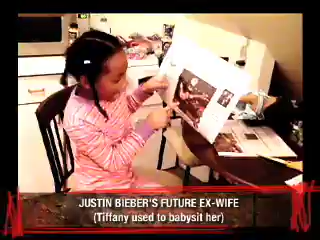 JUSTIN BIEBER'S FUTURE EX-WIFE
(Tiffany used to babysit her)